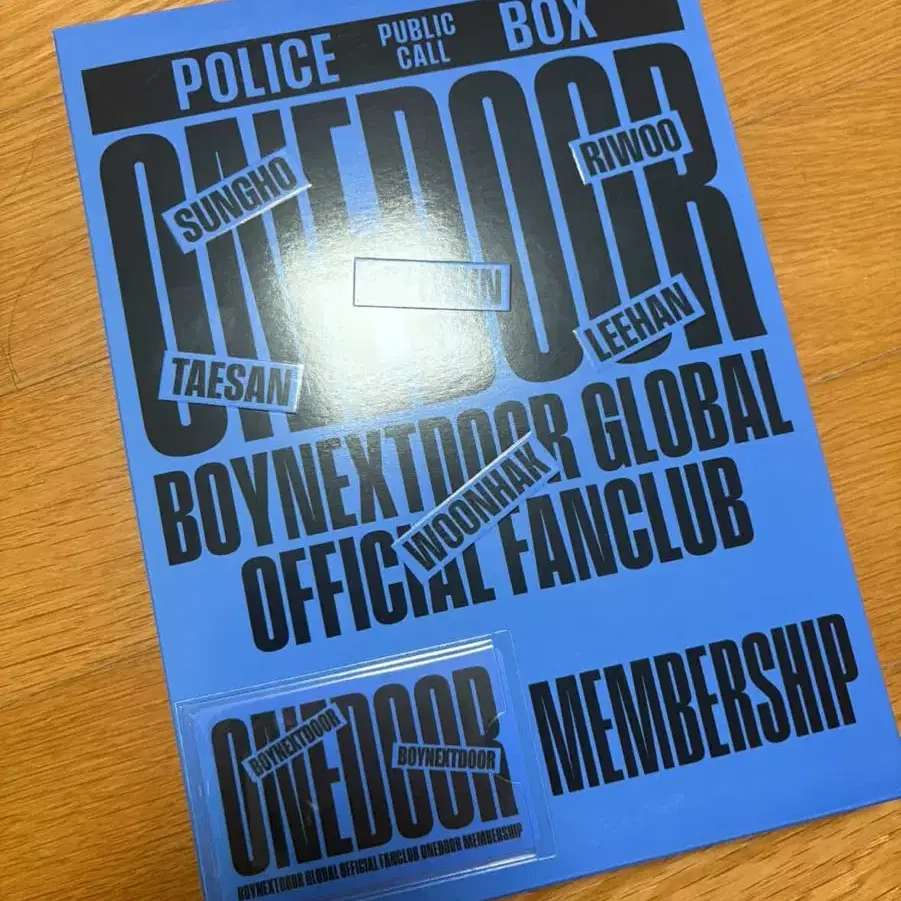 POLICE PUBLIC CALL BOX
ONEDOOR
SUNGHO
RIWOO
LEEHAN
TAESAN
WOONHAK
BOYNEXTDOOR GLOBAL
OFFICIAL FANCLUB
MEMBERSHIP
ONEDOOR
BOYNEXTDOOR
BOYNEXTDOOR
BOYNEXTDOOR GLOBAL OFFICIAL FANCLUB ONEDOOR MEMBERSHIP